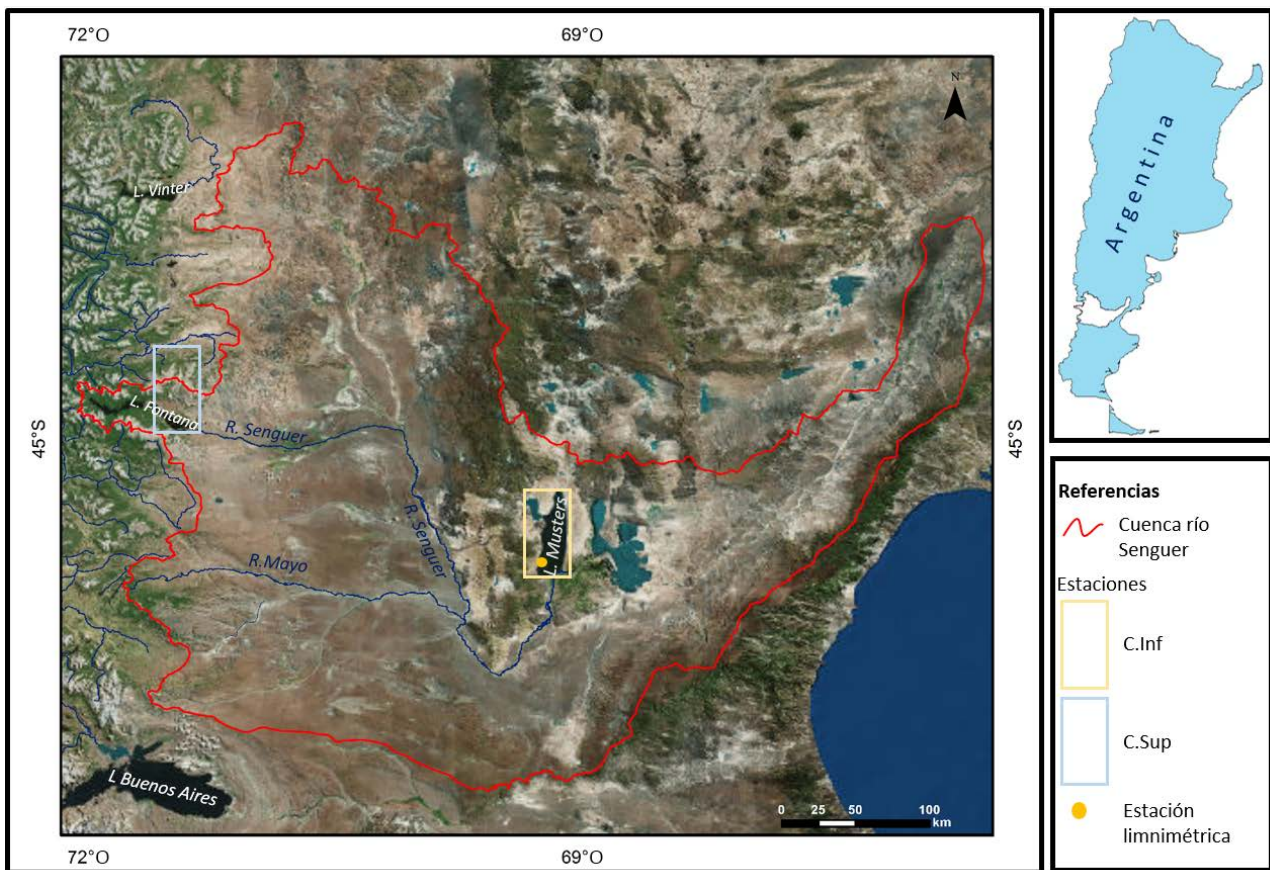 72°O
69°O
N
L. Vinter
45°S
L. Fontana
R. Senguer
45°S
R. Senguer
L. Musters
R.Mayo
L Buenos Aires
0 25 50 100
km
72°O
69°O
Argentina
Referencias
Cuenca río
Senguer
Estaciones
C.Inf
C.Sup
Estación
limnimétrica